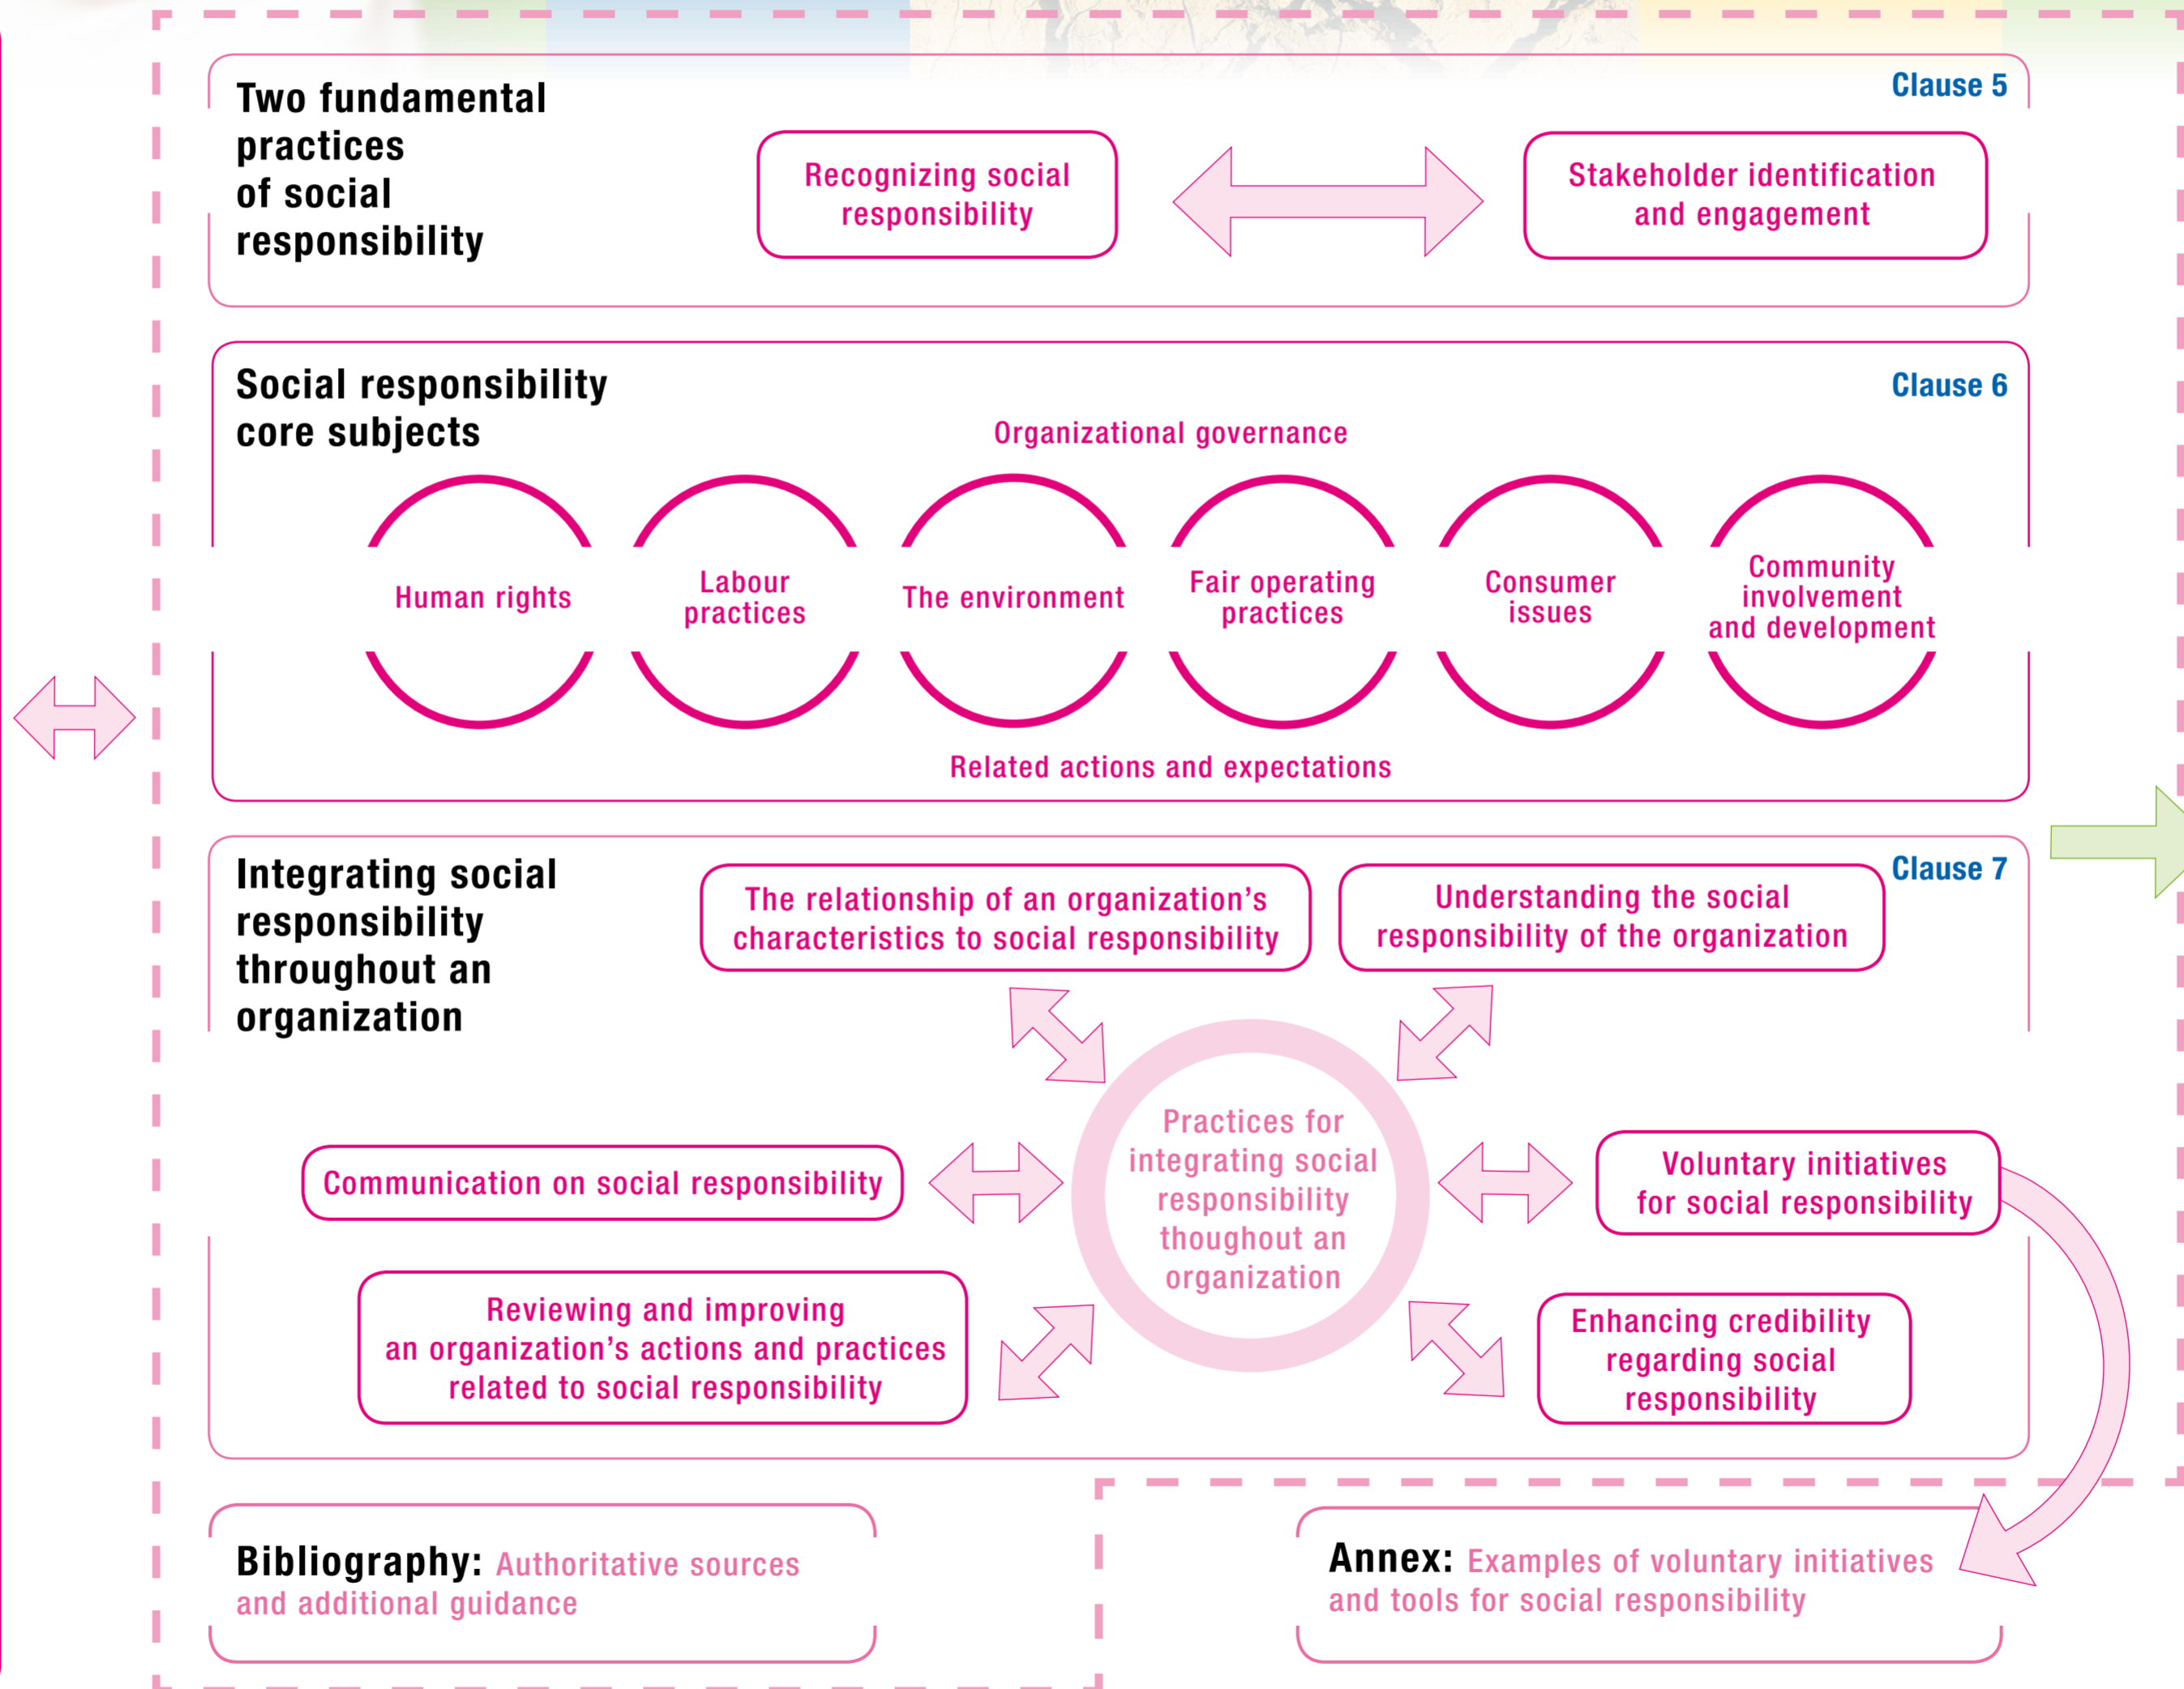 Two fundamental
practices
of social
responsibility
Clause 5
Recognizing social
responsibility
Stakeholder identification
and engagement
Social responsibility
core subjects
Clause 6
Organizational governance
Human rights
Labour
practices
The environment
Fair operating
practices
Consumer
issues
Community
involvement
and development
Related actions and expectations
Integrating social
responsibility
throughout an
organization
Clause 7
The relationship of an organization's
characteristics to social responsibility
Understanding the social
responsibility of the organization
Practices for
integrating social
responsibility
thoughout an
organization
Communication on social responsibility
Voluntary initiatives
for social responsibility
Reviewing and improving
an organization's actions and practices
related to social responsibility
Enhancing credibility
regarding social
responsibility
Bibliography: Authoritative sources
and additional guidance
Annex: Examples of voluntary initiatives
and tools for social responsibility